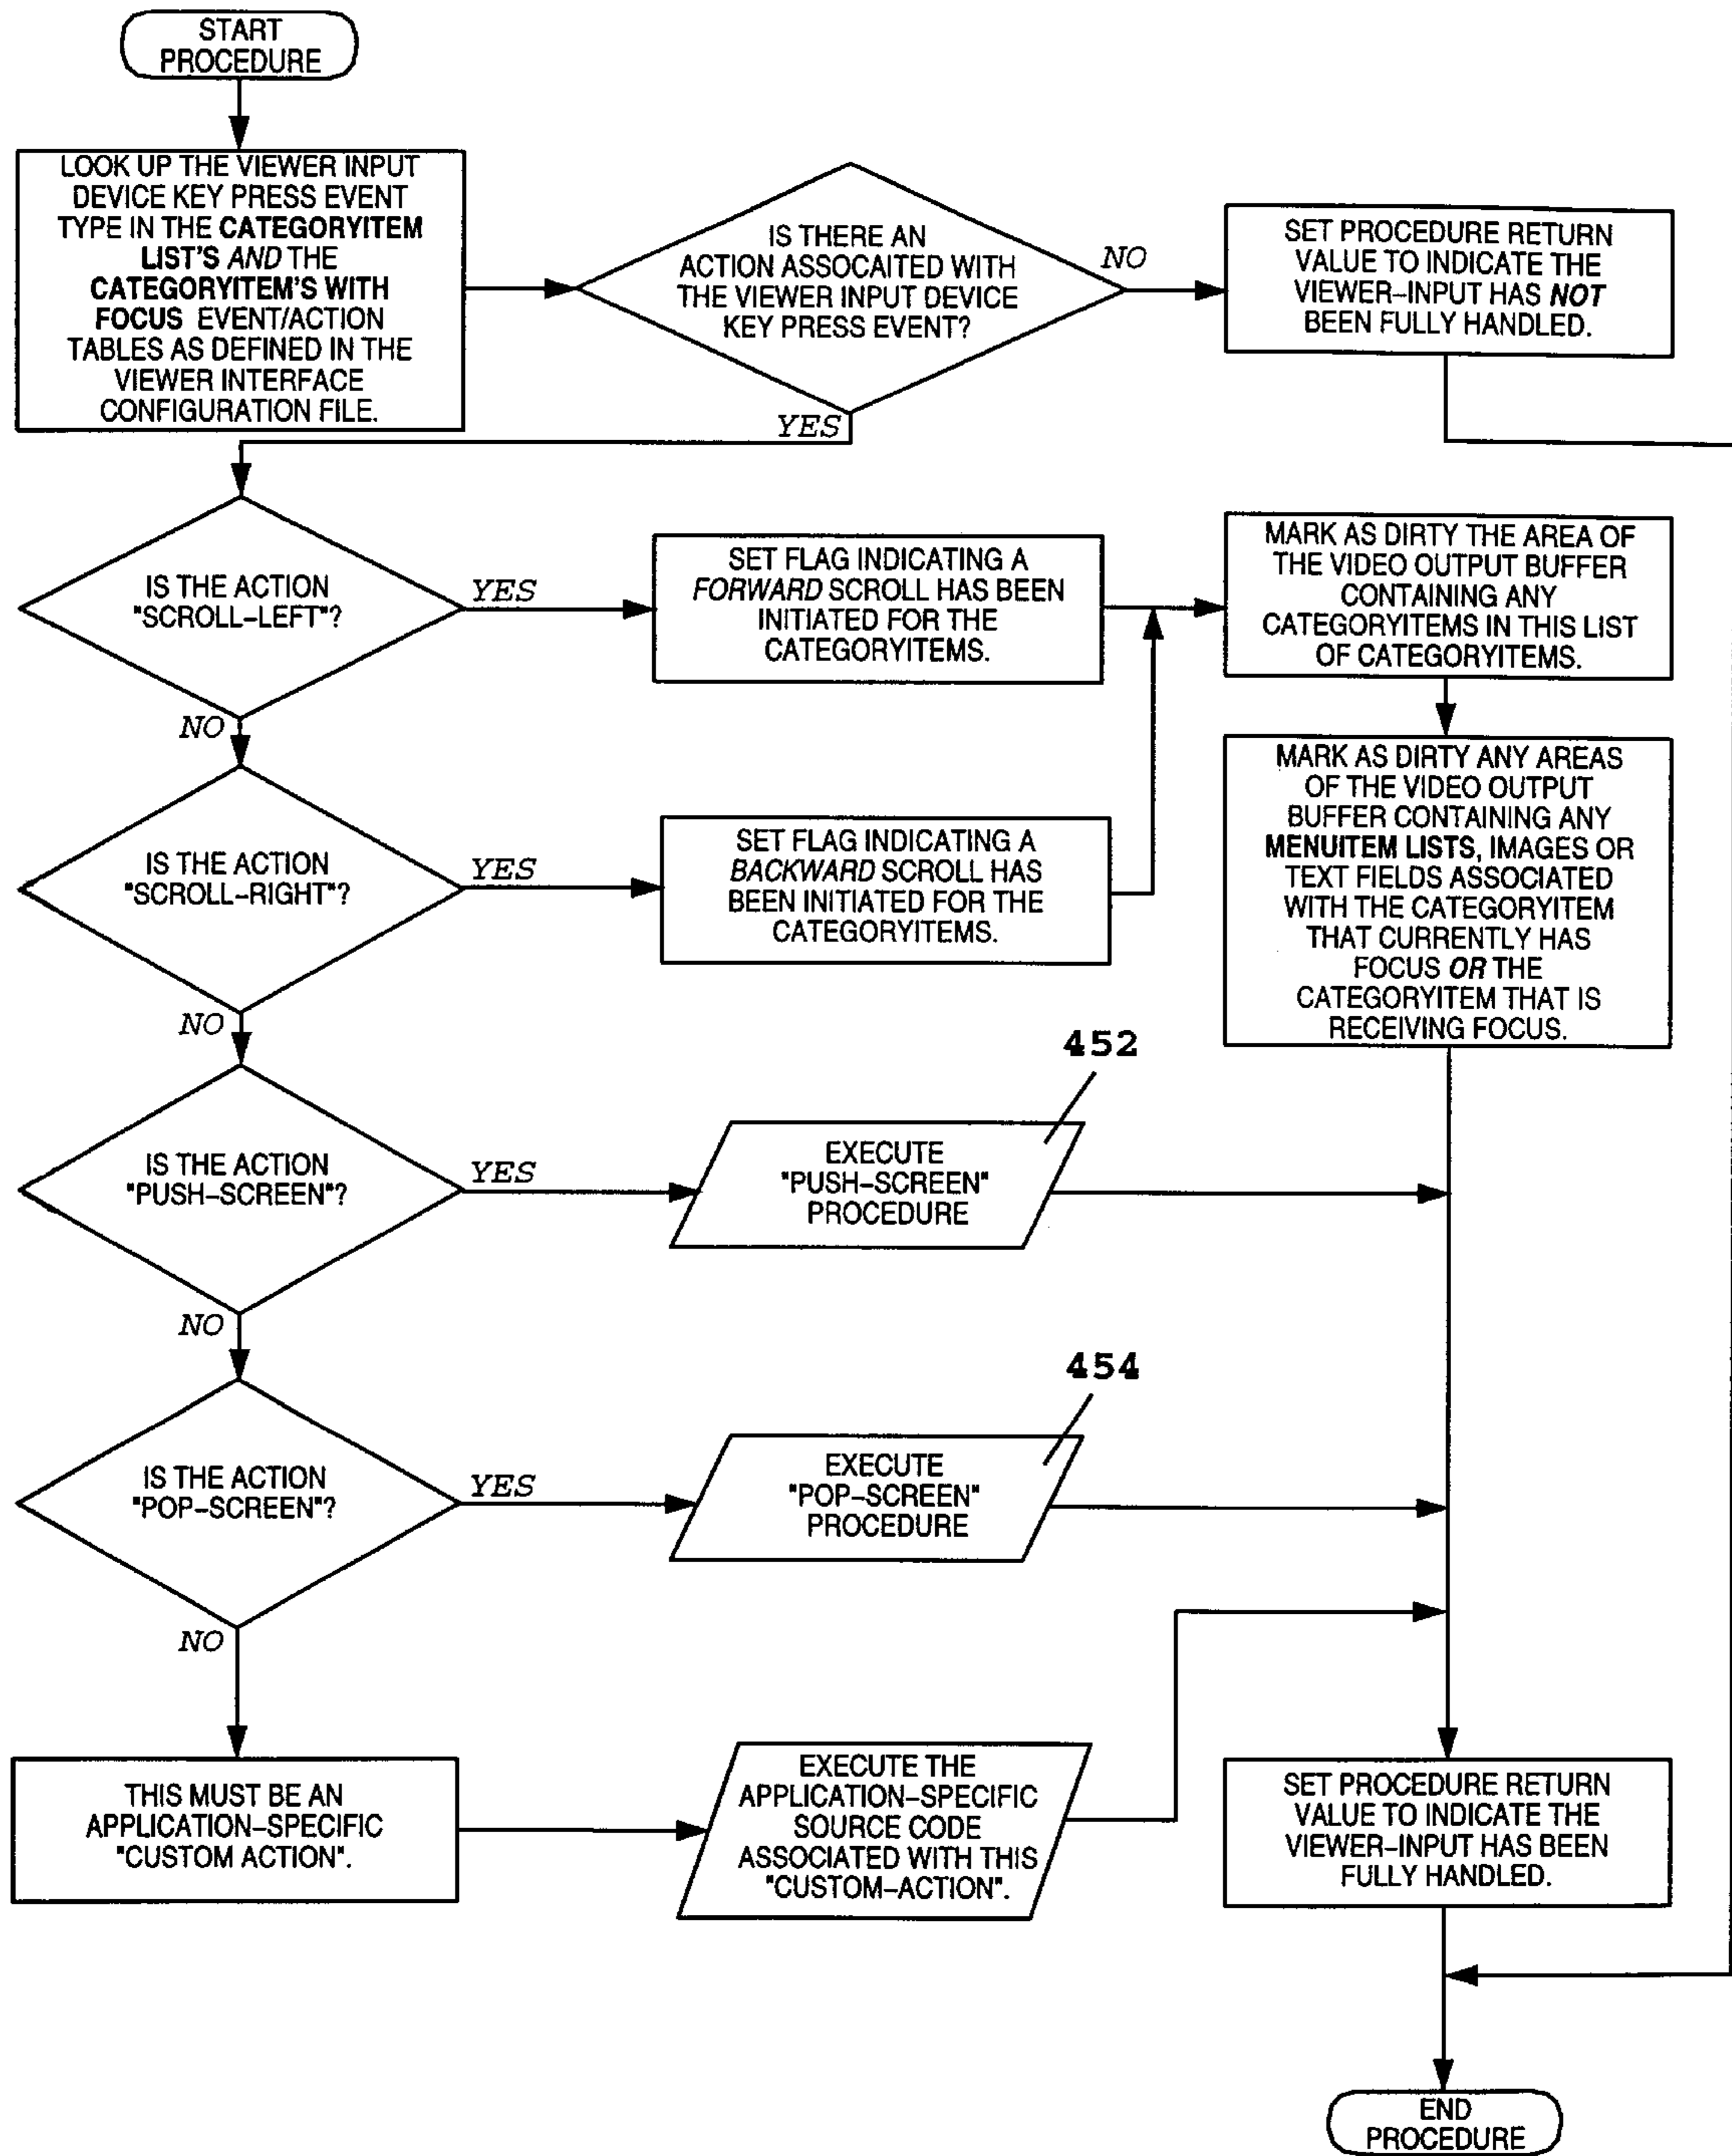 START
PROCEDURE
LOOK UP THE VIEWER INPUT
DEVICE KEY PRESS EVENT
TYPE IN THE CATEGORYITEM
LIST'S AND THE
CATEGORYITEM'S WITH
FOCUS EVENT/ACTION
TABLES AS DEFINED IN THE
VIEWER INTERFACE
CONFIGURATION FILE.
IS THERE AN
ACTION ASSOCAITED WITH
THE VIEWER INPUT DEVICE
KEY PRESS EVENT?
NO
SET PROCEDURE RETURN
VALUE TO INDICATE THE
VIEWER-INPUT HAS NOT
BEEN FULLY HANDLED.
YES
IS THE ACTION
"SCROLL-LEFT"?
YES
SET FLAG INDICATING A
FORWARD SCROLL HAS BEEN
INITIATED FOR THE
CATEGORYITEMS.
MARK AS DIRTY THE AREA OF
THE VIDEO OUTPUT BUFFER
CONTAINING ANY
CATEGORYITEMS IN THIS LIST
OF CATEGORYITEMS.
NO
IS THE ACTION
"SCROLL-RIGHT"?
YES
SET FLAG INDICATING A
BACKWARD SCROLL HAS
BEEN INITIATED FOR THE
CATEGORYITEMS.
MARK AS DIRTY ANY AREAS
OF THE VIDEO OUTPUT
BUFFER CONTAINING ANY
MENUITEM LISTS, IMAGES OR
TEXT FIELDS ASSOCIATED
WITH THE CATEGORYITEM
THAT CURRENTLY HAS
FOCUS OR THE
CATEGORYITEM THAT IS
RECEIVING FOCUS.
NO
452
IS THE ACTION
"PUSH-SCREEN"?
YES
EXECUTE
"PUSH-SCREEN"
PROCEDURE
NO
454
IS THE ACTION
"POP-SCREEN"?
YES
EXECUTE
"POP-SCREEN"
PROCEDURE
NO
THIS MUST BE AN
APPLICATION-SPECIFIC
"CUSTOM ACTION".
EXECUTE THE
APPLICATION-SPECIFIC
SOURCE CODE
ASSOCIATED WITH THIS
"CUSTOM-ACTION".
SET PROCEDURE RETURN
VALUE TO INDICATE THE
VIEWER-INPUT HAS BEEN
FULLY HANDLED.
END
PROCEDURE